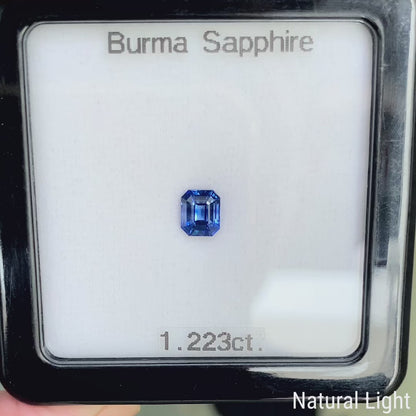 Burma Sapphire
1.223ct.
Natural Light